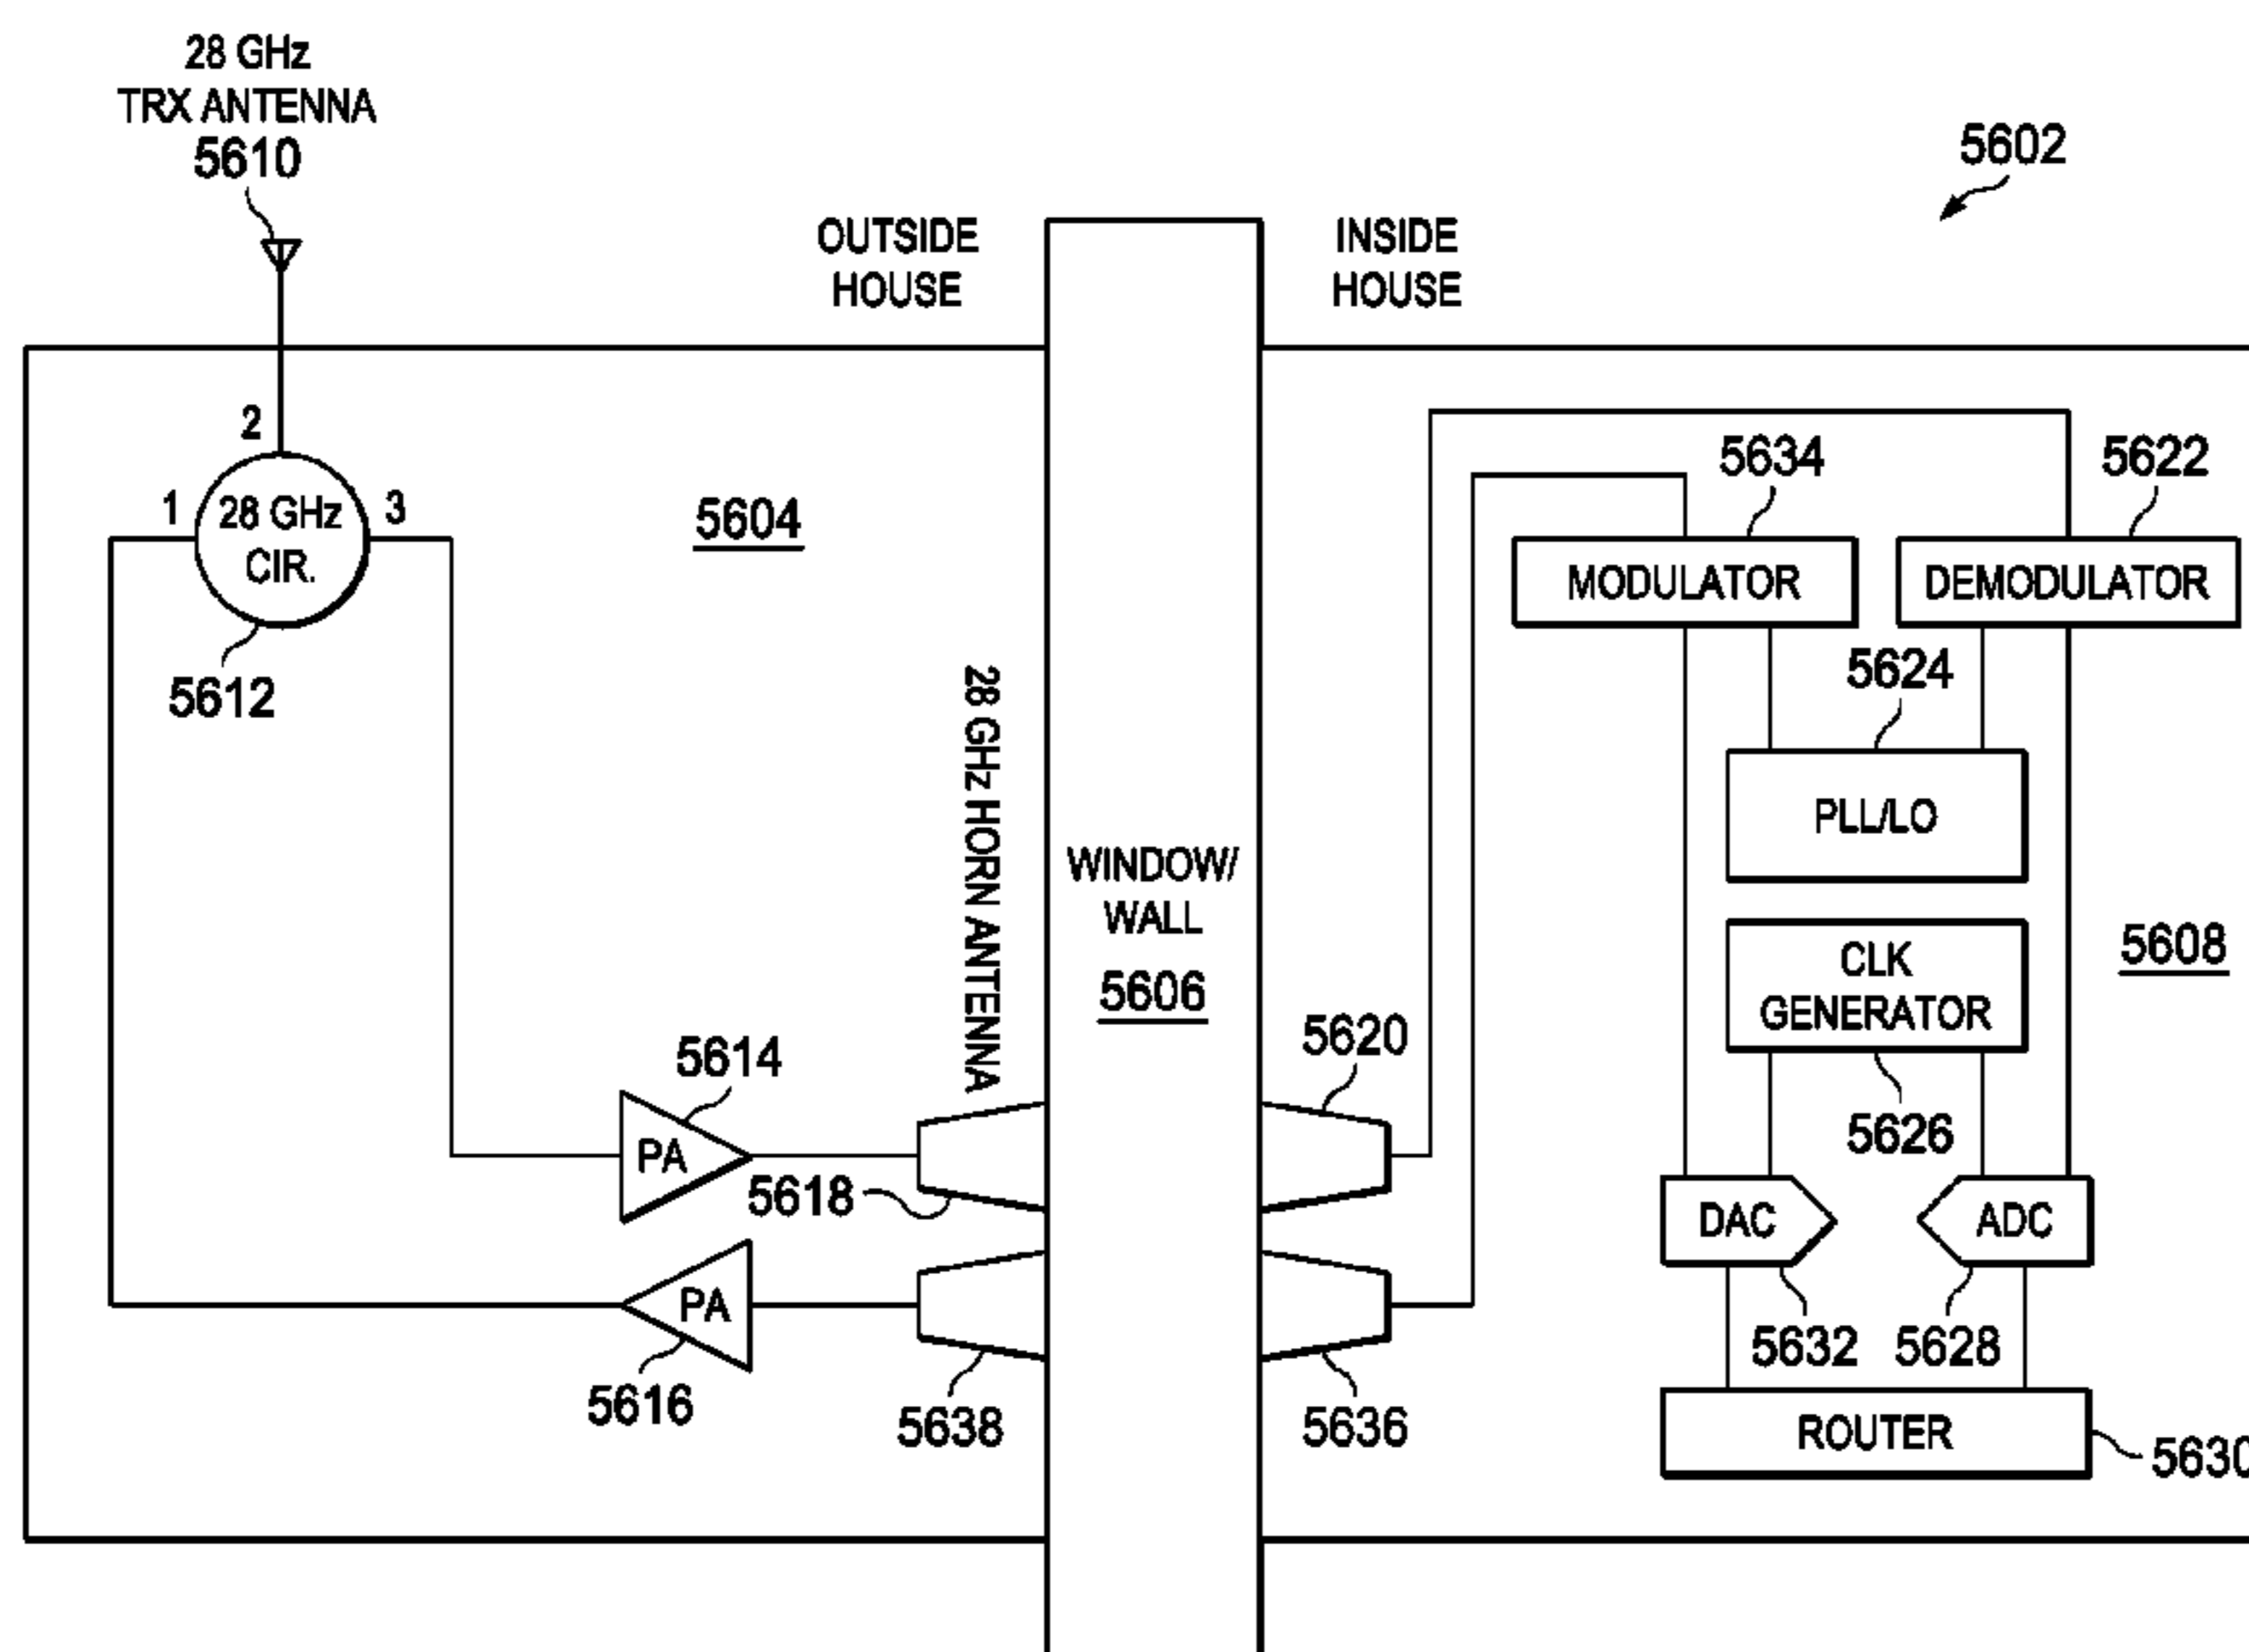 28 GHz
TRX ANTENNA
5610
5602
OUTSIDE
HOUSE
INSIDE
HOUSE
2
1
28 GHz
CIR.
3
5612
5604
28 GHz HORN ANTENNA
5614
PA
5618
PA
5616
5638
WINDOW/
WALL
5606
5620
5636
5634
5622
MODULATOR
DEMODULATOR
5624
PLL/LO
5608
CLK
GENERATOR
5626
DAC
ADC
5632
5628
ROUTER
5630